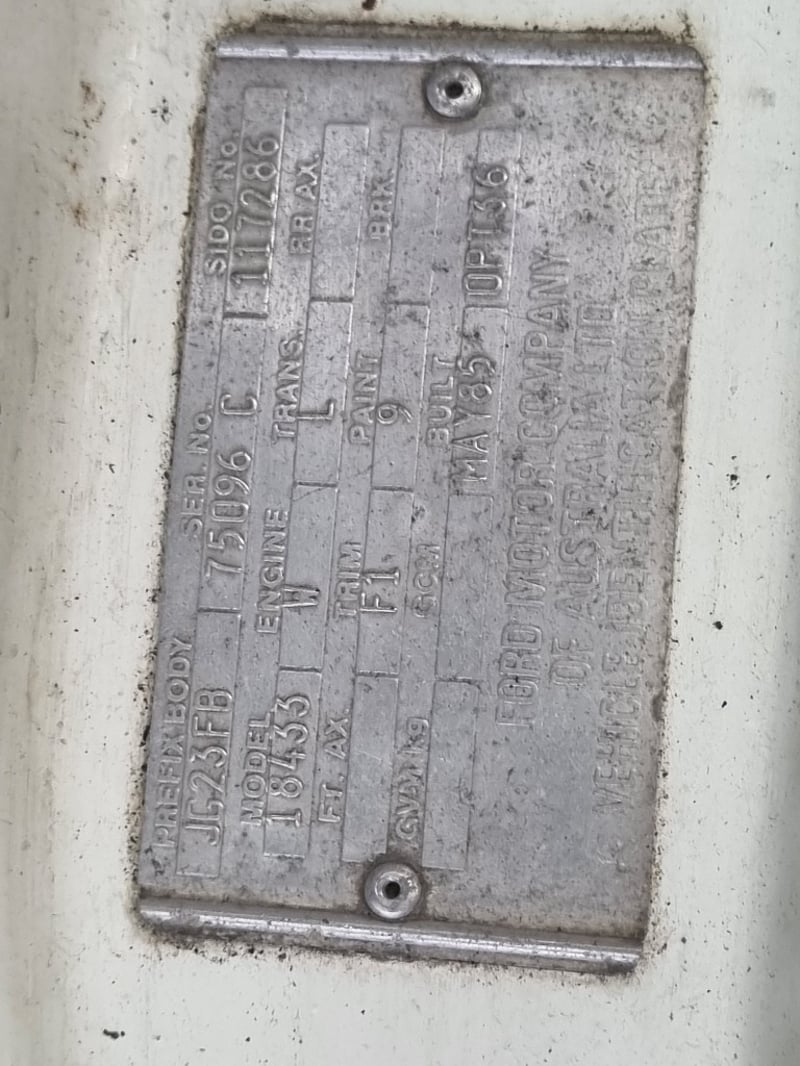 PREFIX BODY SER. No. SIDO No.
JG23FB 75096 C 117286
MODEL ENGINE TRANS. RR AX.
18433 W L
FT. AX. TRIM PAINT BRK.
F1 9
GVM kg GCM BUILT
MAY85 OPT36
FORD MOTOR COMPANY
OF AUSTRALIA LTD
VEHICLE IDENTIFICATION PLATE